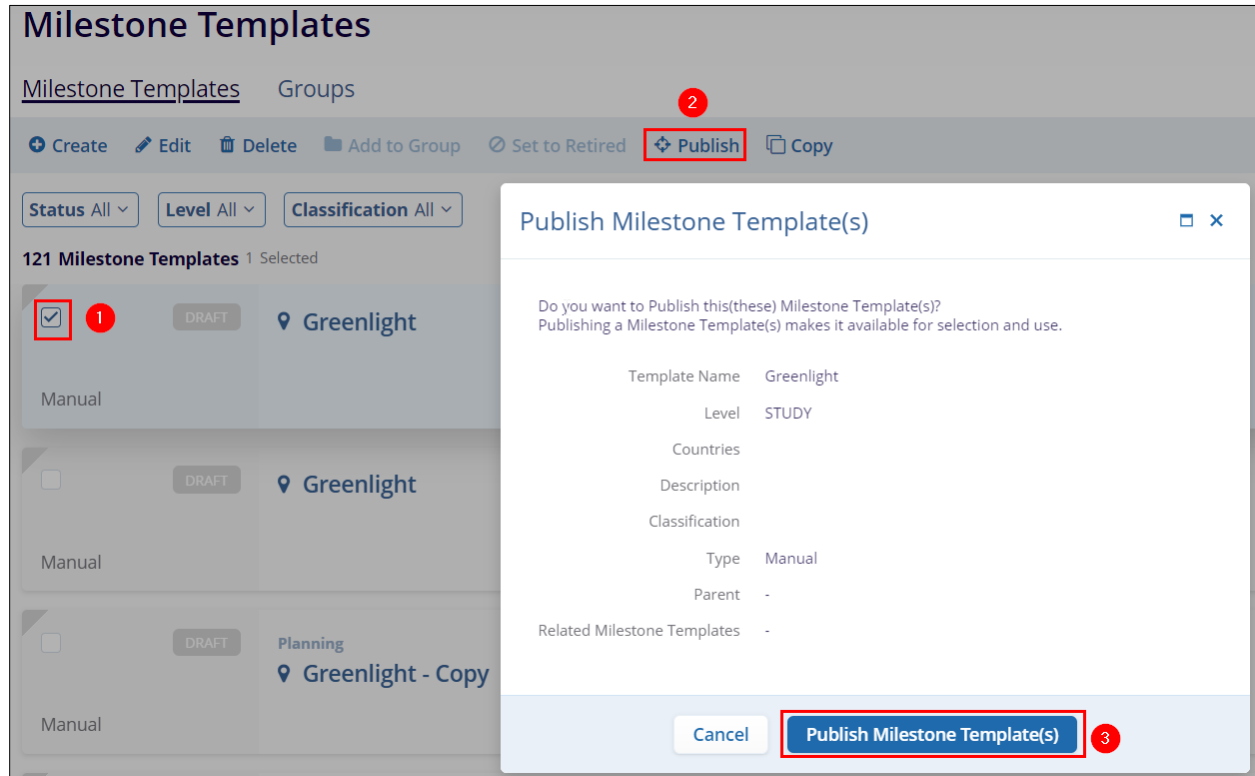 Milestone Templates
Milestone Templates Groups
2
Create Edit Delete Add to Group Set to Retired Publish Copy
Status All Level All Classification All
121 Milestone Templates 1 Selected
1 DRAFT Greenlight
Manual
DRAFT Greenlight
Manual
DRAFT Planning
Greenlight - Copy
Manual
Publish Milestone Template(s)
Do you want to Publish this(these) Milestone Template(s)?
Publishing a Milestone Template(s) makes it available for selection and use.
Template Name Greenlight
Level STUDY
Countries
Description
Classification
Type Manual
Parent -
Related Milestone Templates -
Cancel Publish Milestone Template(s) 3